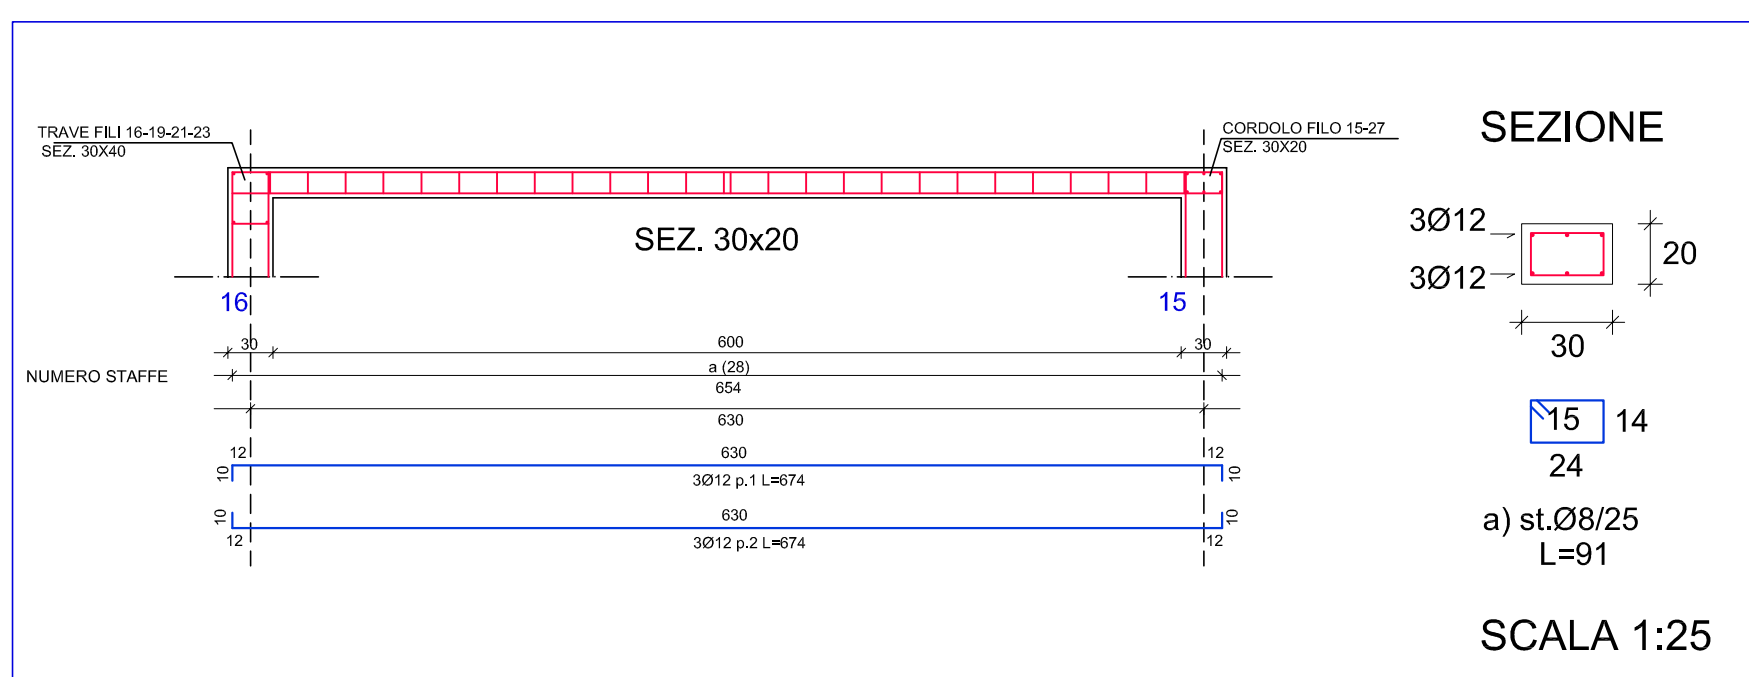 TRAVE FILI 16-19-21-23
SEZ. 30X40
CORDOLO FILO 15-27
SEZ. 30X20
SEZIONE
SEZ. 30x20
3Ø12
3Ø12
20
30
16
15
30
600
30
NUMERO STAFFE
a (28)
654
630
12
630
12
10
3Ø12 p.1 L=674
10
10
630
10
12
3Ø12 p.2 L=674
12
15
14
24
a) st.Ø8/25
L=91
SCALA 1:25